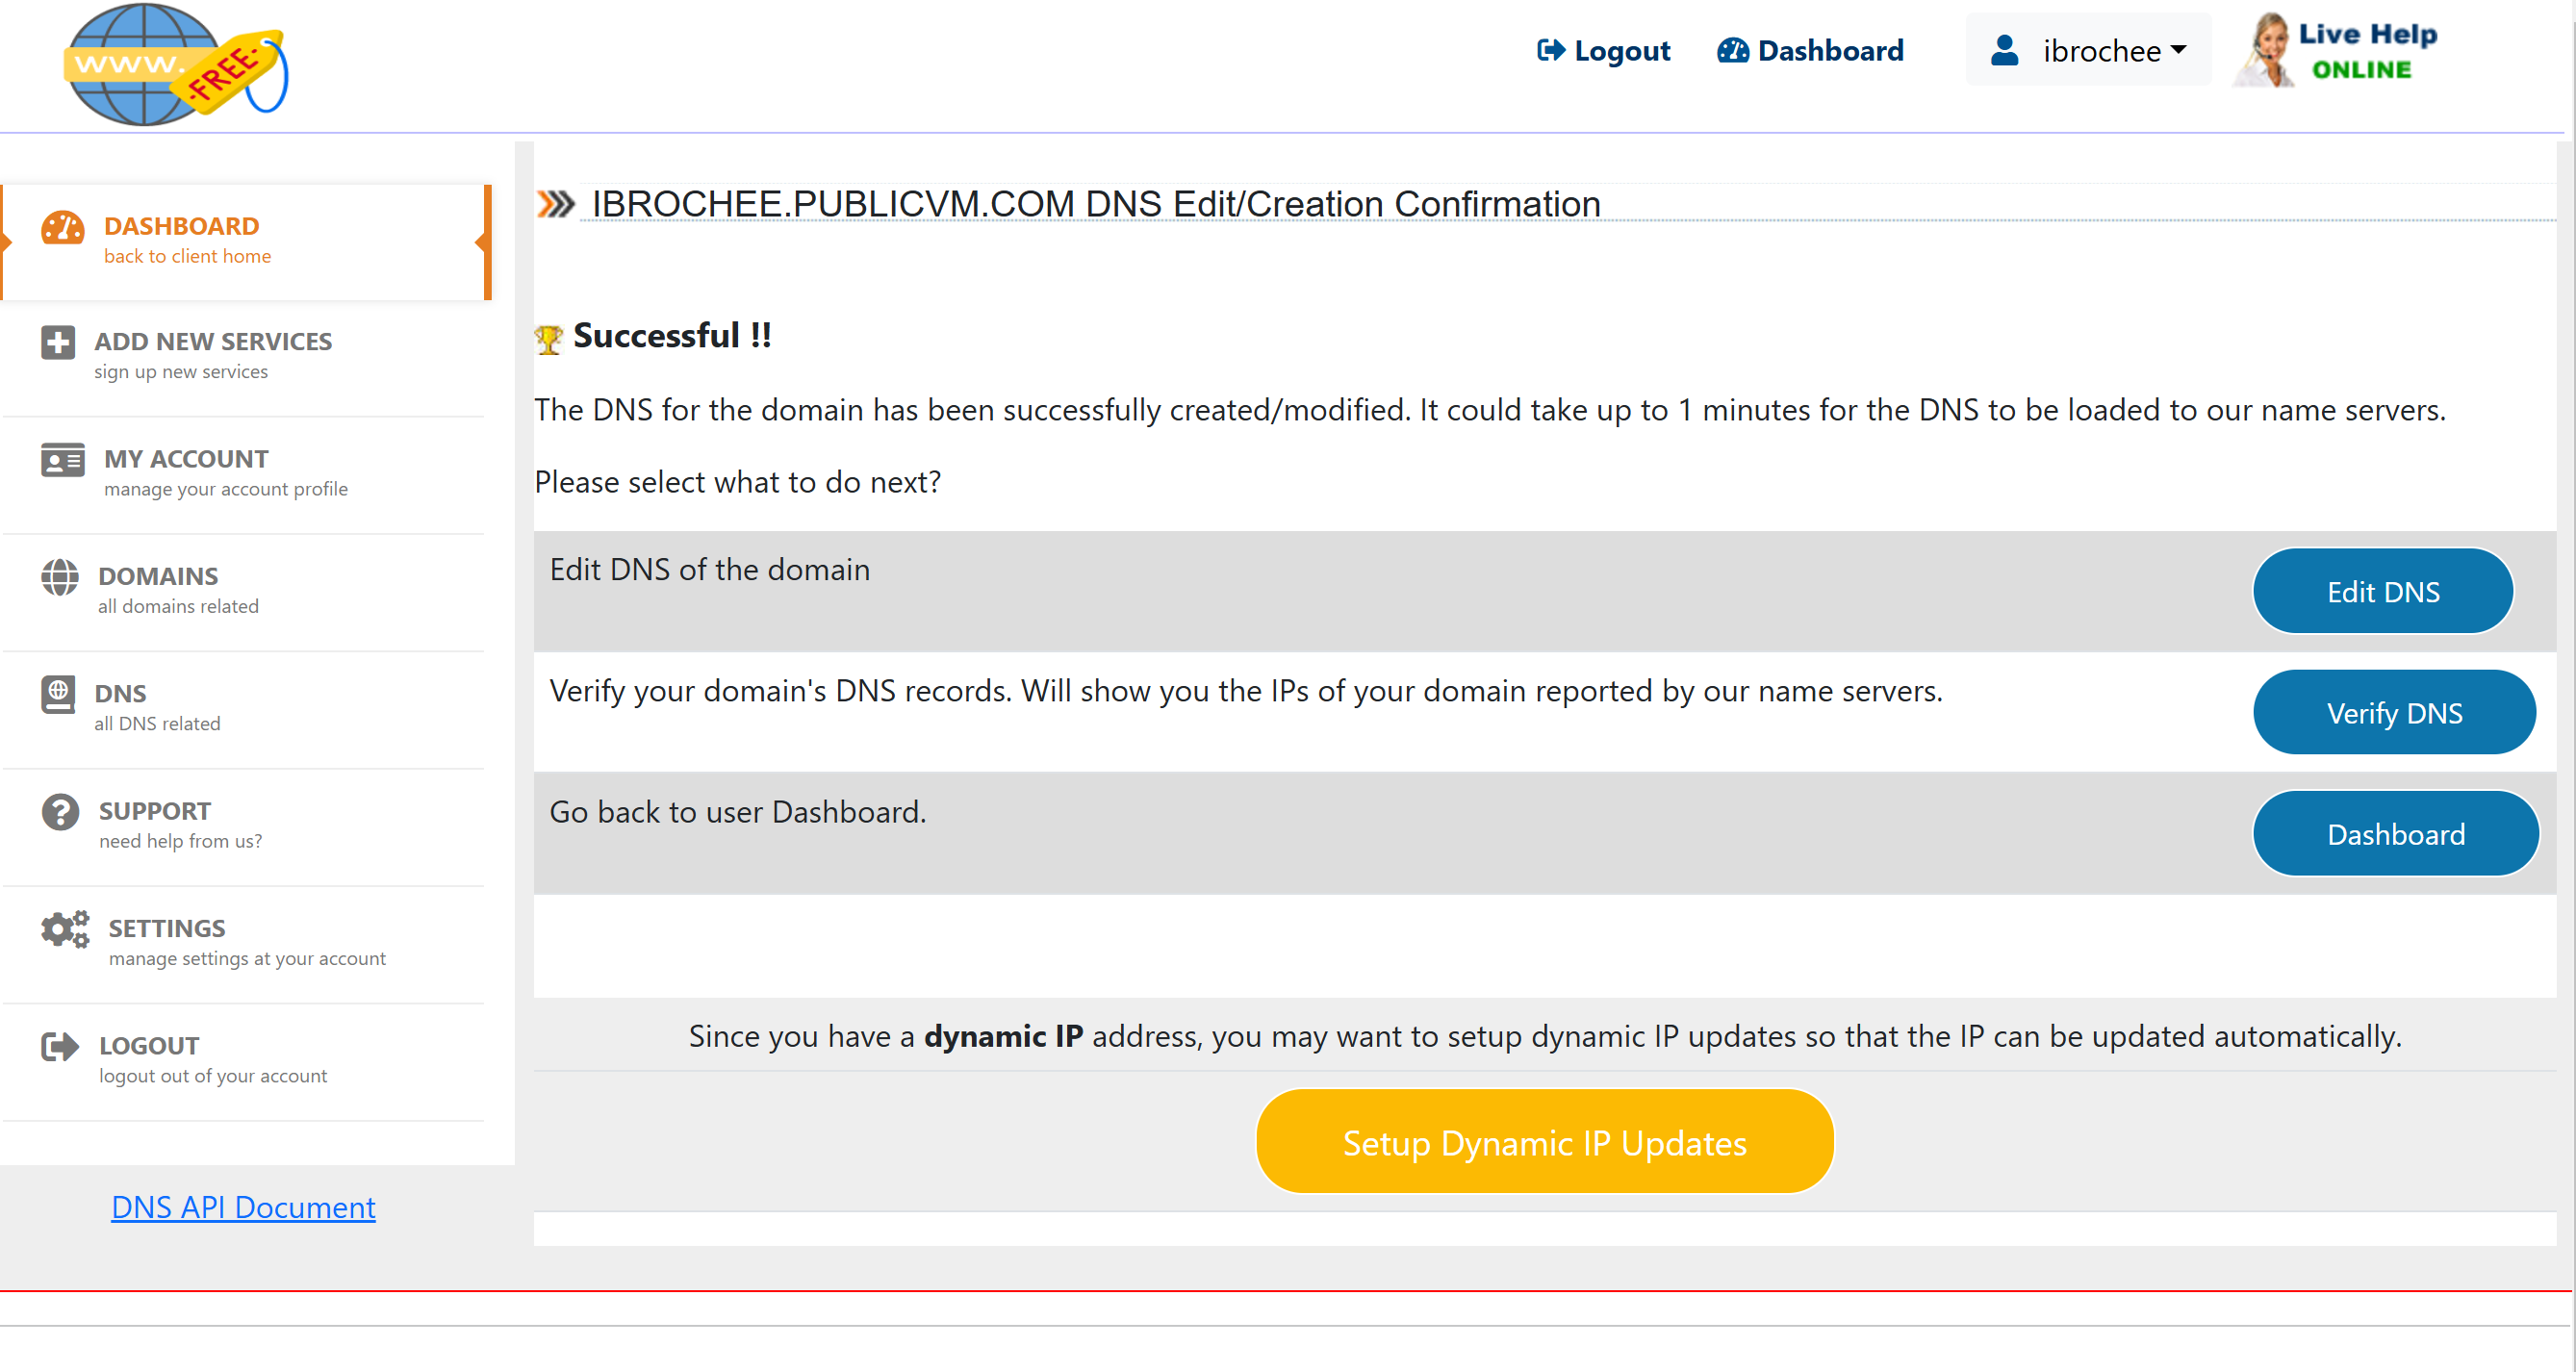 www.
-FREE-
Logout
Dashboard
ibrochee
Live Help
ONLINE
DASHBOARD
back to client home
ADD NEW SERVICES
sign up new services
MY ACCOUNT
manage your account profile
DOMAINS
all domains related
DNS
all DNS related
SUPPORT
need help from us?
SETTINGS
manage settings at your account
LOGOUT
logout out of your account
DNS API Document
IBROCHEE.PUBLICVM.COM DNS Edit/Creation Confirmation
Successful !!
The DNS for the domain has been successfully created/modified. It could take up to 1 minutes for the DNS to be loaded to our name servers.
Please select what to do next?
Edit DNS of the domain
Edit DNS
Verify your domain's DNS records. Will show you the IPs of your domain reported by our name servers.
Verify DNS
Go back to user Dashboard.
Dashboard
Since you have a dynamic IP address, you may want to setup dynamic IP updates so that the IP can be updated automatically.
Setup Dynamic IP Updates